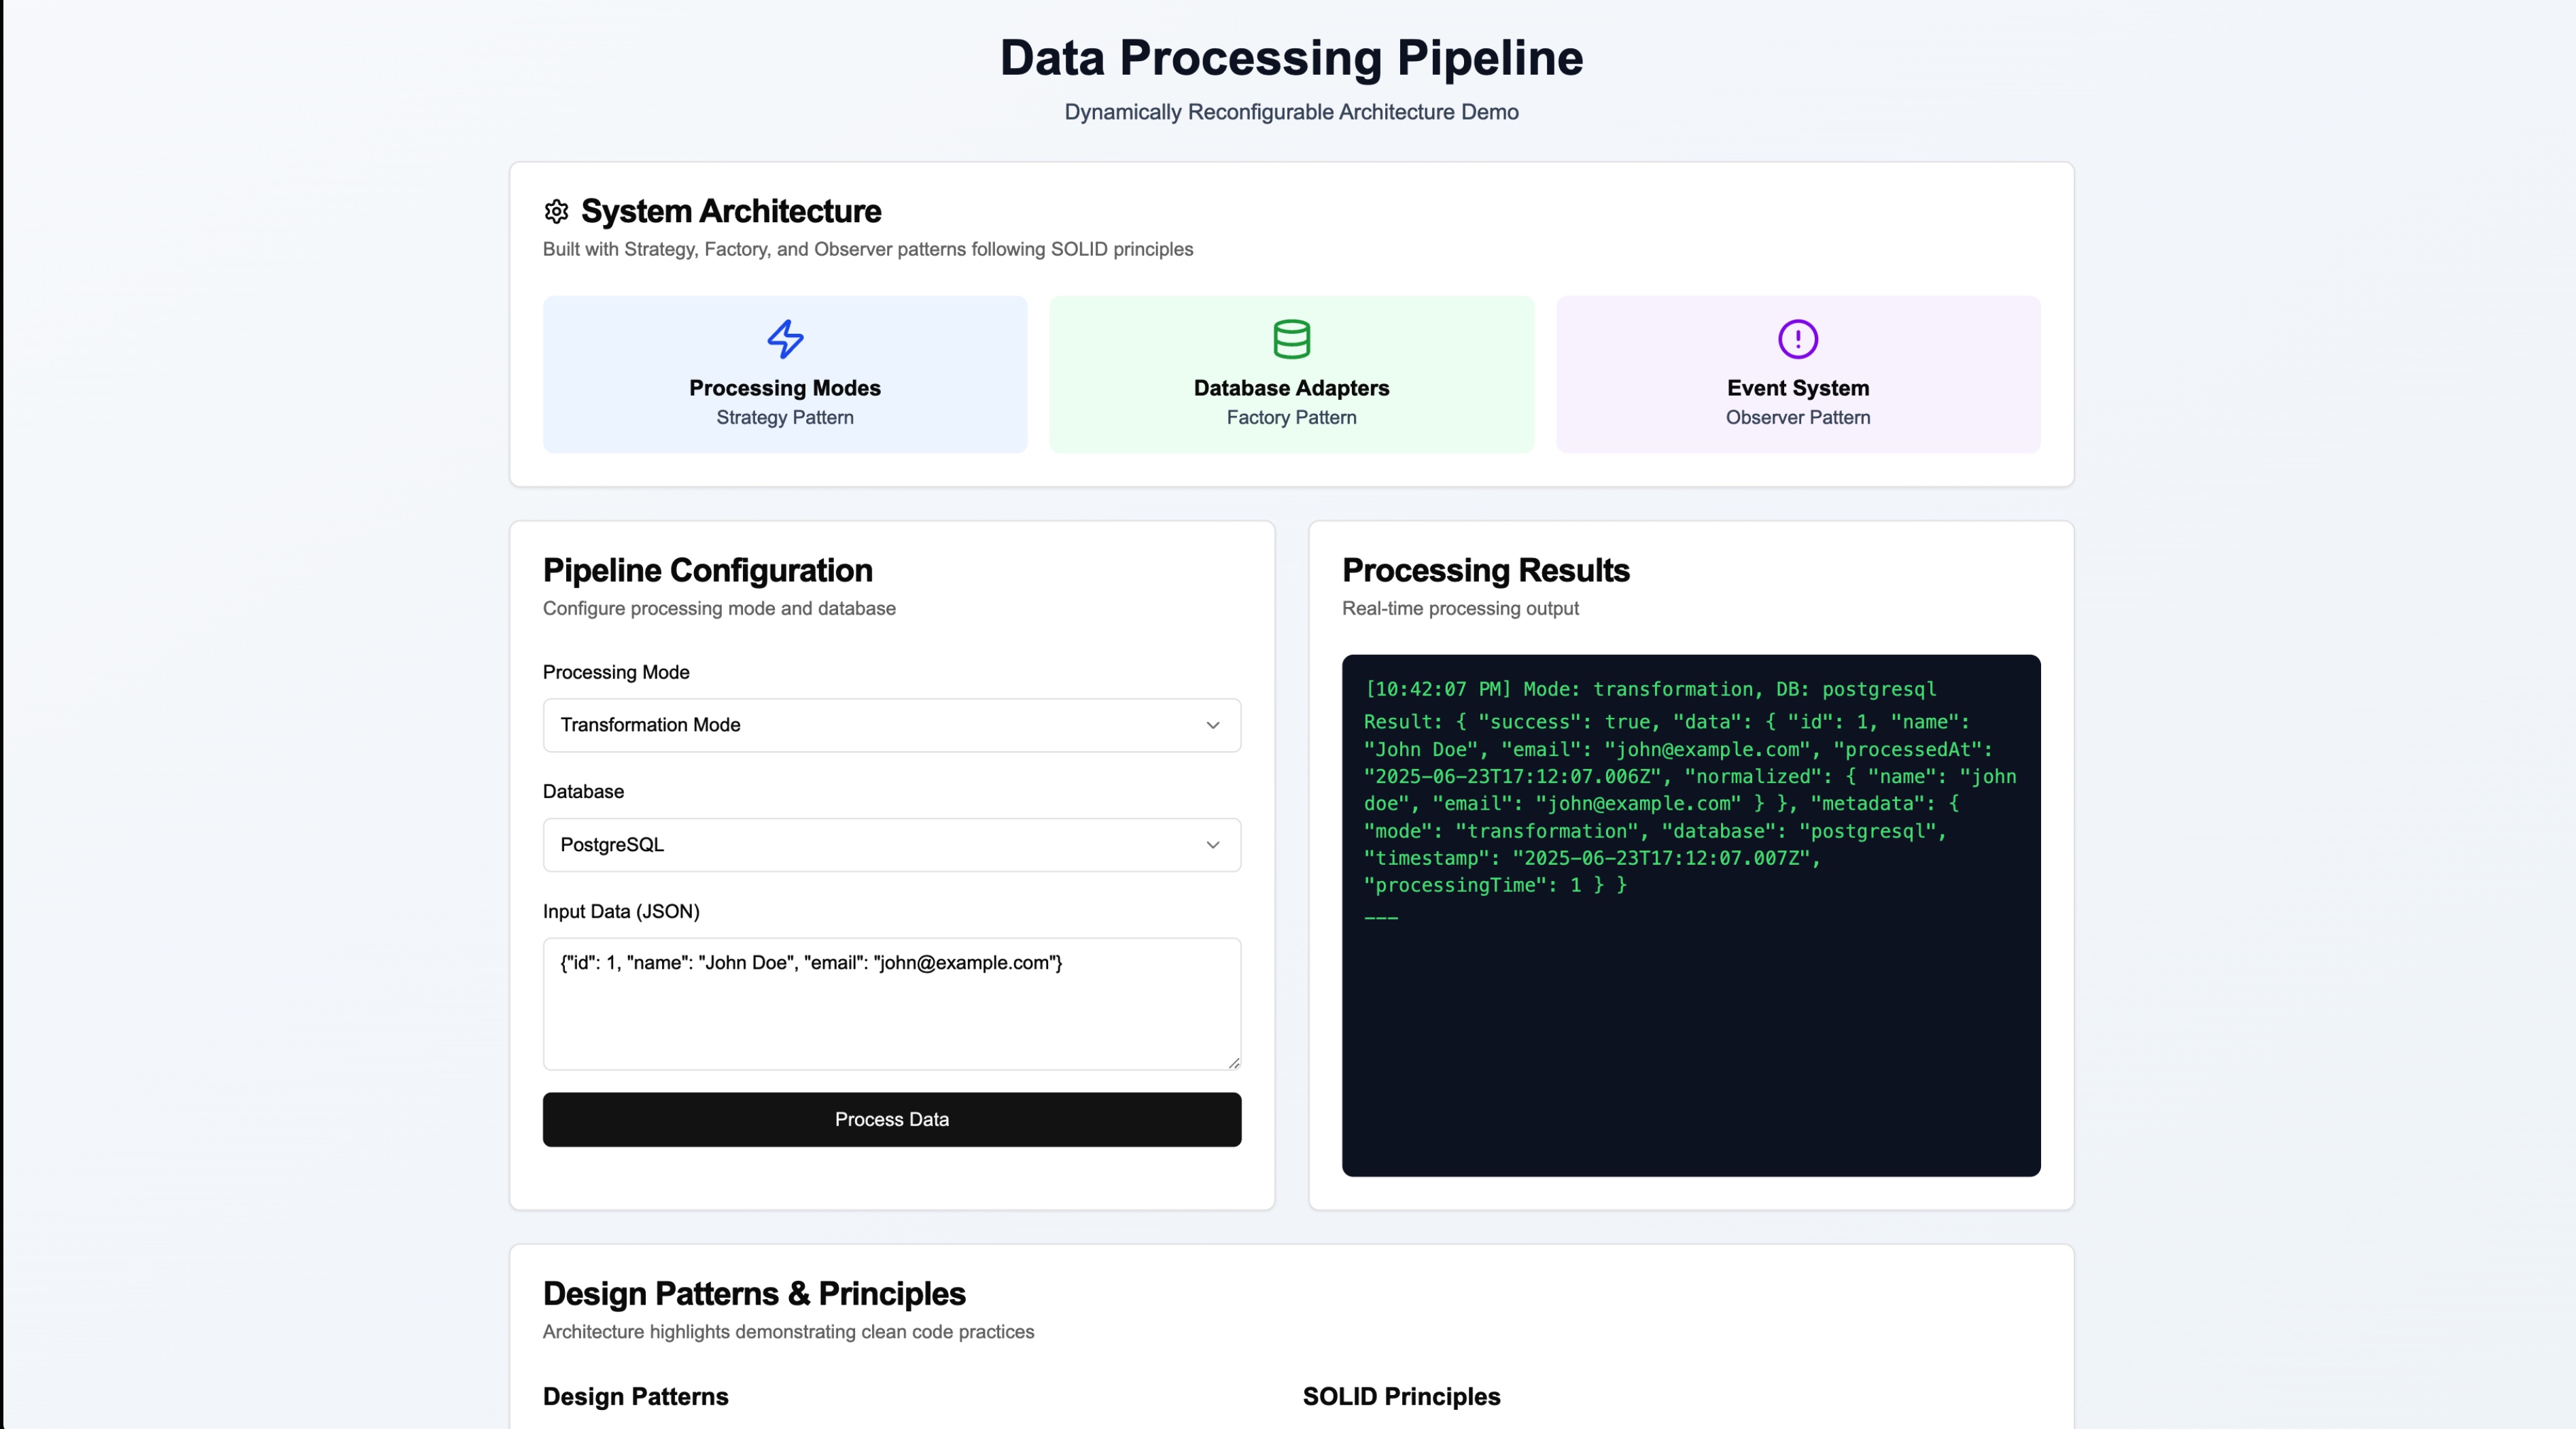 Data Processing Pipeline
Dynamically Reconfigurable Architecture Demo
System Architecture
Built with Strategy, Factory, and Observer patterns following SOLID principles
Processing Modes
Strategy Pattern
Database Adapters
Factory Pattern
Event System
Observer Pattern
Pipeline Configuration
Configure processing mode and database
Processing Mode
Transformation Mode
Database
PostgreSQL
Input Data (JSON)
{"id": 1, "name": "John Doe", "email": "john@example.com"}
Process Data
Processing Results
Real-time processing output
[10:42:07 PM] Mode: transformation, DB: postgresql
Result: { "success": true, "data": { "id": 1, "name":
"John Doe", "email": "john@example.com", "processedAt":
"2025-06-23T17:12:07.006Z", "normalized": { "name": "john
doe", "email": "john@example.com" } }, "metadata": {
"mode": "transformation", "database": "postgresql",
"timestamp": "2025-06-23T17:12:07.007Z",
"processingTime": 1 } }
---
Design Patterns & Principles
Architecture highlights demonstrating clean code practices
Design Patterns
SOLID Principles